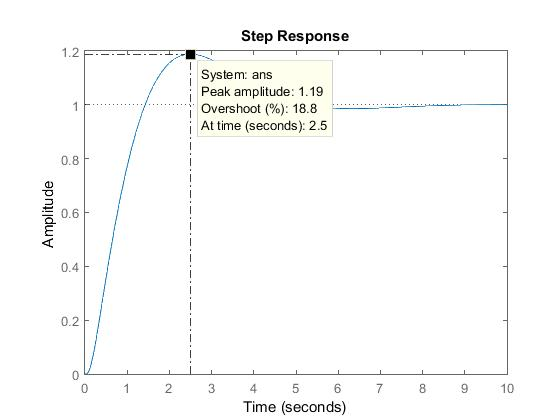 Step Response
1.2
System: ans
Peak amplitude: 1.19
Overshoot (%): 18.8
At time (seconds): 2.5
1
0.8
0.6
0.4
0.2
0
Amplitude
0 1 2 3 4 5 6 7 8 9 10
Time (seconds)